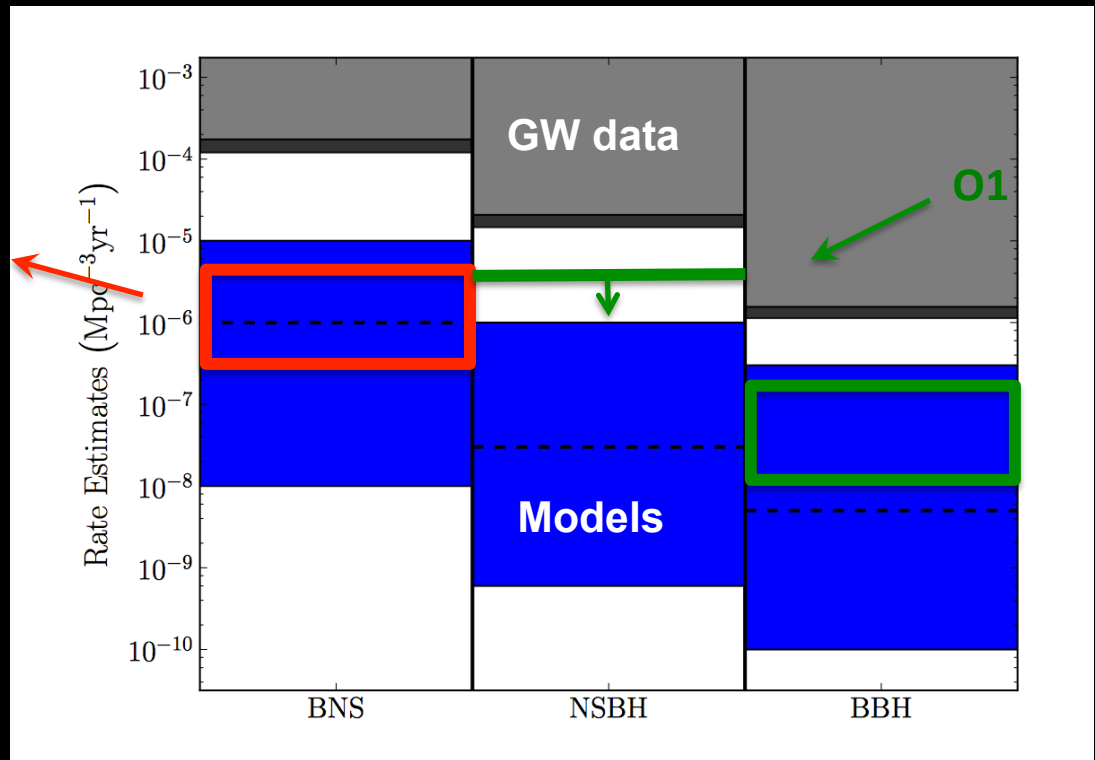 10⁻³
10⁻⁴
10⁻⁵
10⁻⁶
10⁻⁷
10⁻⁸
10⁻⁹
10⁻¹⁰
Rate Estimates (Mpc⁻³yr⁻¹)
GW data
O1
Models
BNS
NSBH
BBH